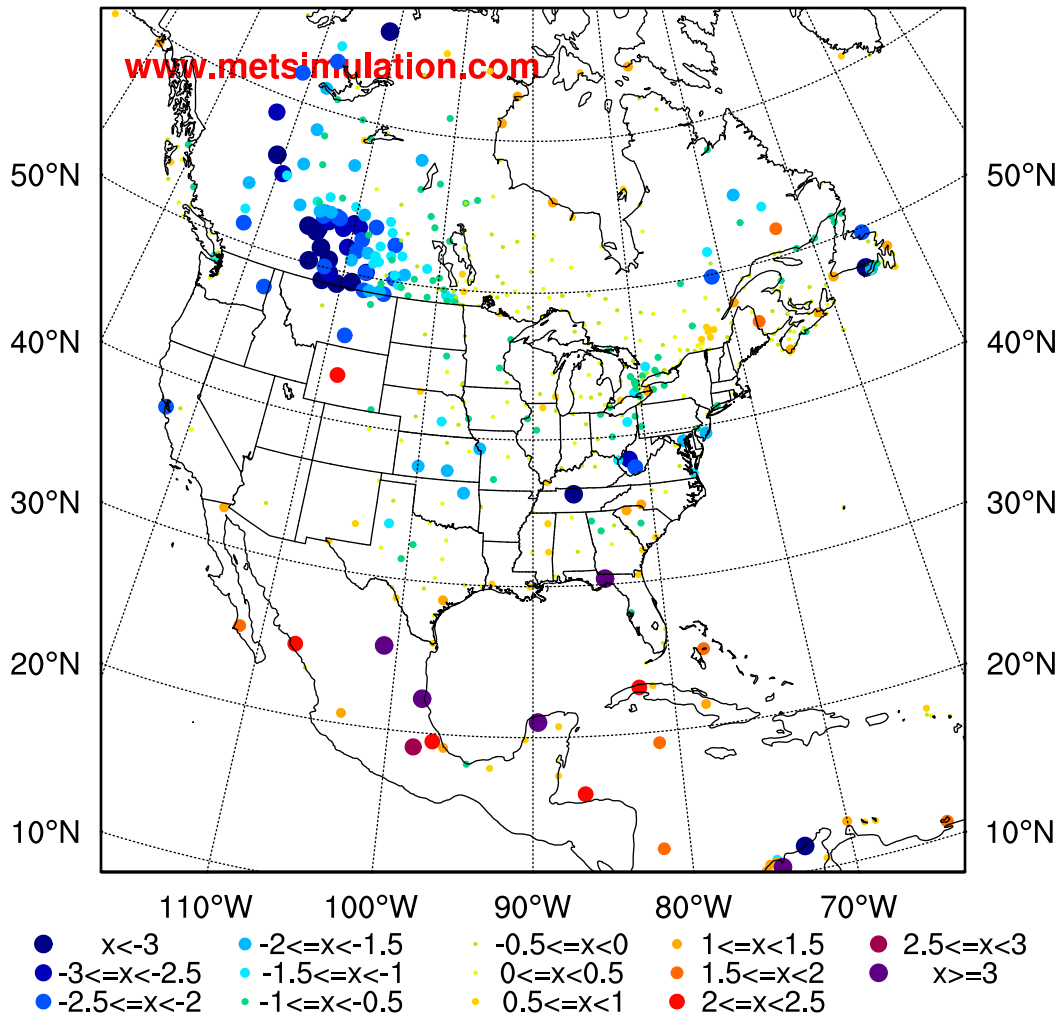 www.metsimulation.com
50°N 50°N
40°N 40°N
30°N 30°N
20°N 20°N
10°N 10°N
110°W 100°W 90°W 80°W 70°W
x<-3 -2<=x<-1.5 -0.5<=x<0 1<=x<1.5 2.5<=x<3
-3<=x<-2.5 -1.5<=x<-1 0<=x<0.5 1.5<=x<2 x>=3
-2.5<=x<-2 -1<=x<-0.5 0.5<=x<1 2<=x<2.5